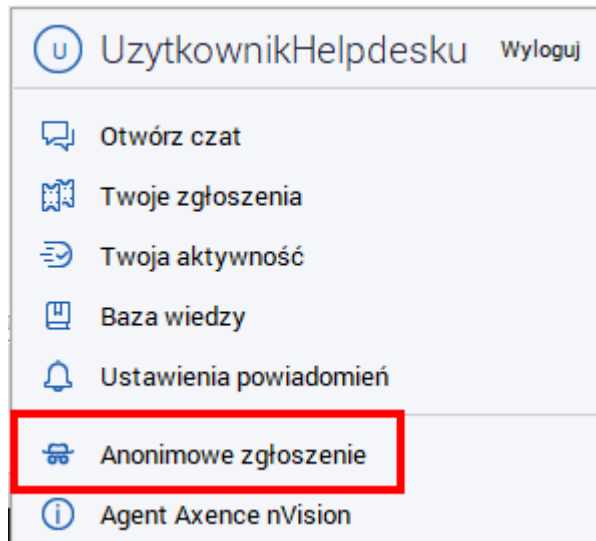 U UzytkownikHelpdesku Wyloguj
Otwórz czat
Twoje zgłoszenia
Twoja aktywność
Baza wiedzy
Ustawienia powiadomień
Anonimowe zgłoszenie
Agent Axence nVision